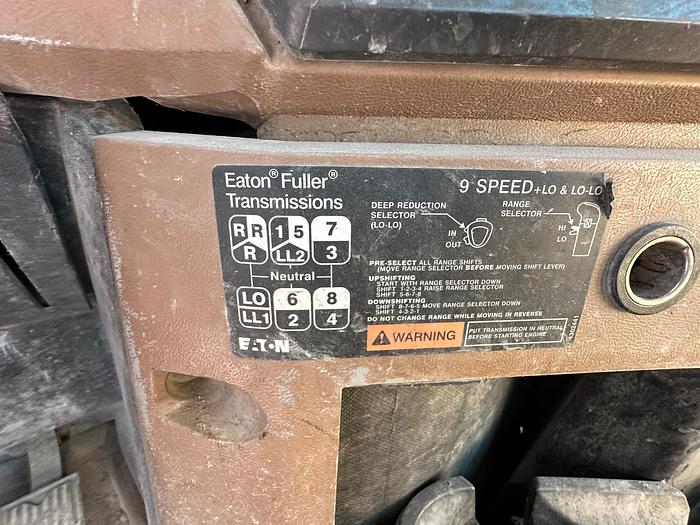 Eaton® Fuller®
Transmissions
9 SPEED +LO & LO-LO
DEEP REDUCTION
SELECTOR
(LO-LO)
IN
OUT
RANGE
SELECTOR
HI
LO
R R 1 5 7
R LL2 3
Neutral
LO 6 8
LL1 2 4
EATON
PRE-SELECT ALL RANGE SHIFTS
(MOVE RANGE SELECTOR BEFORE MOVING SHIFT LEVER)
UPSHIFTING
START WITH RANGE SELECTOR DOWN
SHIFT 1-2-3-4 RAISE RANGE SELECTOR
SHIFT 5-6-7-8
DOWNSHIFTING
SHIFT 8-7-6-5 MOVE RANGE SELECTOR DOWN
SHIFT 4-3-2-1
DO NOT CHANGE RANGE WHILE MOVING IN REVERSE
WARNING
PUT TRANSMISSION IN NEUTRAL
BEFORE STARTING ENGINE